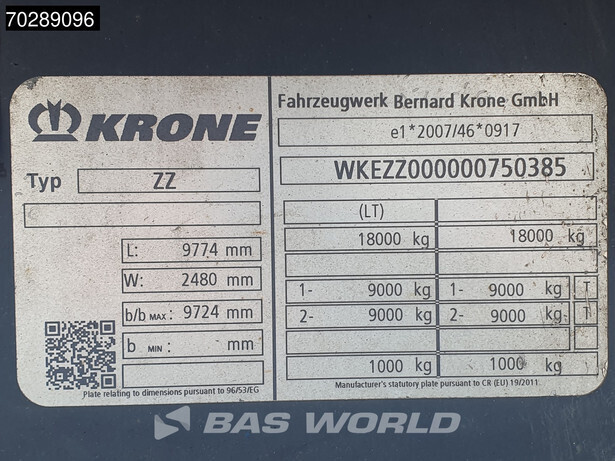 70289096
KRONE
Typ ZZ
L: 9774 mm
W: 2480 mm
b/b MAX : 9724 mm
b MIN : mm
Plate relating to dimensions pursuant to 96/53/EG
Fahrzeugwerk Bernard Krone GmbH
e1*2007/46*0917
WKEZZ000000750385
(LT)
18000 kg 18000 kg
1- 9000 kg 1- 9000 kg T
2- 9000 kg 2- 9000 kg T
1000 kg 1000 kg
Manufacturer's statutory plate pursuant to CR (EU) 19/2011
BAS WORLD